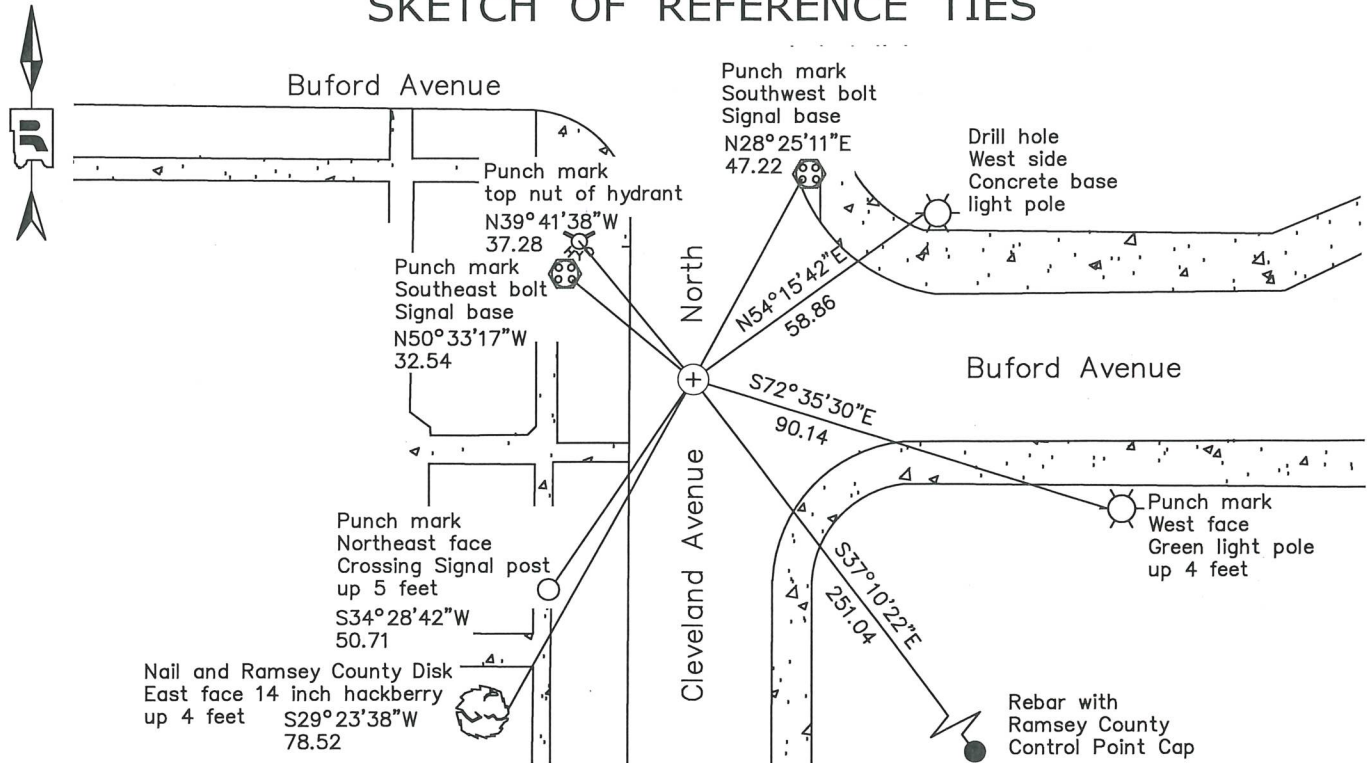 SKETCH OF REFERENCE TIES
Buford Avenue
Punch mark
Southwest bolt
Signal base
N28°25'11"E
47.22
Drill hole
West side
Concrete base
light pole
Punch mark
top nut of hydrant
N39°41'38"W
37.28
Punch mark
Southeast bolt
Signal base
N50°33'17"W
32.54
North
N54°15'42"E
58.86
Buford Avenue
S72°35'30"E
90.14
Cleveland Avenue
Punch mark
West face
Green light pole
up 4 feet
Punch mark
Northeast face
Crossing Signal post
up 5 feet
S34°28'42"W
50.71
S37°10'22"E
251.04
Nail and Ramsey County Disk
East face 14 inch hackberry
up 4 feet S29°23'38"W
78.52
Rebar with
Ramsey County
Control Point Cap